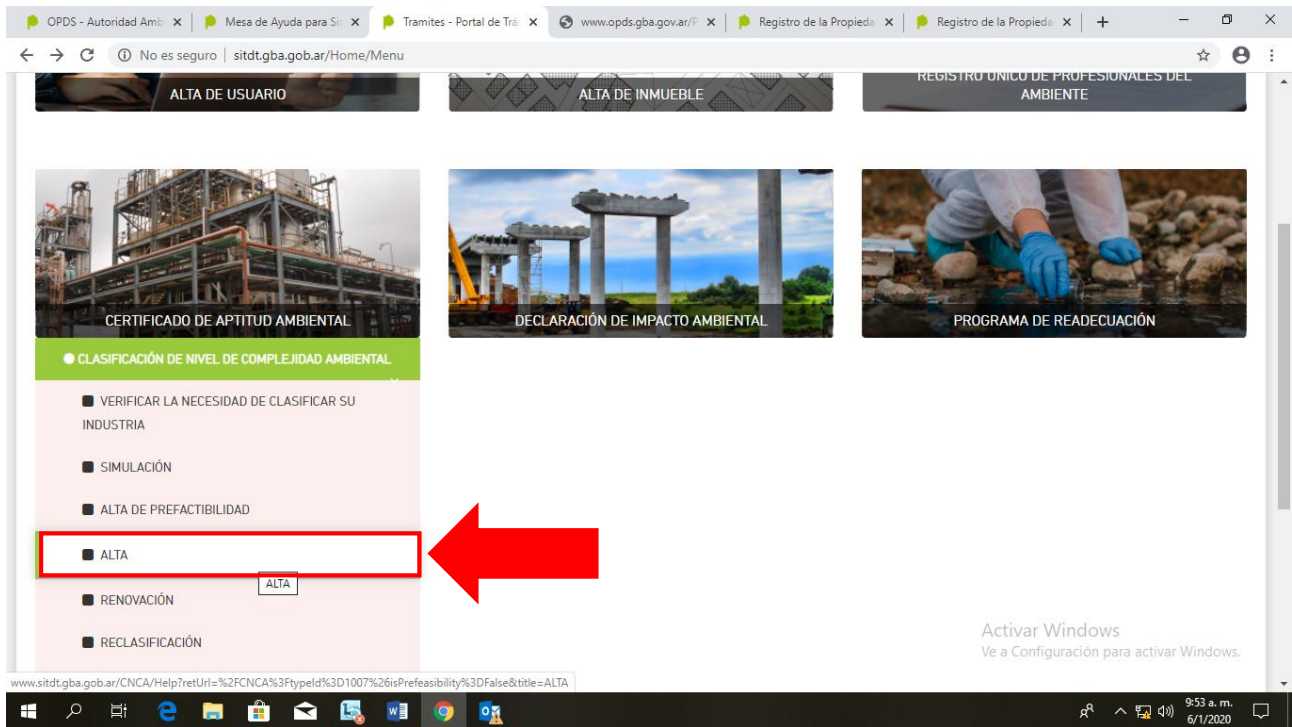 OPDS - Autoridad Amb
Mesa de Ayuda para Si
Tramites - Portal de Trá
www.opds.gba.gov.ar/P
Registro de la Propieda
Registro de la Propieda
No es seguro | sitdt.gba.gob.ar/Home/Menu
ALTA DE USUARIO
ALTA DE INMUEBLE
REGISTRO ÚNICO DE PROFESIONALES DEL
AMBIENTE
CERTIFICADO DE APTITUD AMBIENTAL
DECLARACIÓN DE IMPACTO AMBIENTAL
PROGRAMA DE READECUACIÓN
CLASIFICACIÓN DE NIVEL DE COMPLEJIDAD AMBIENTAL
VERIFICAR LA NECESIDAD DE CLASIFICAR SU
INDUSTRIA
SIMULACIÓN
ALTA DE PREFACTIBILIDAD
ALTA
ALTA
RENOVACIÓN
RECLASIFICACIÓN
Activar Windows
Ve a Configuración para activar Windows.
www.sitdt.gba.gob.ar/CNCA/Help?retUrl=%2FCNCA%3FtypeId%3D1007%26isPrefeasibility%3DFalse&title=ALTA
9:53 a. m.
6/1/2020